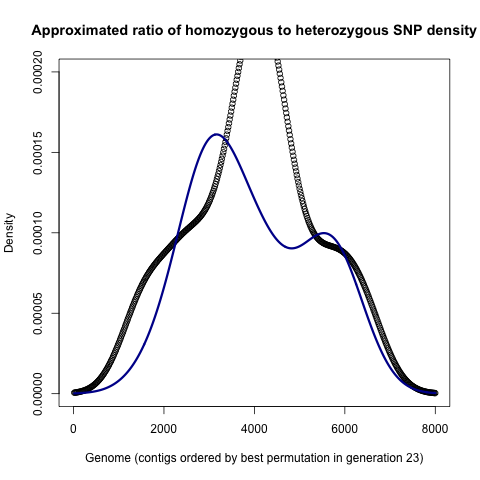 Approximated ratio of homozygous to heterozygous SNP density
Density
0.00020
0.00015
0.00010
0.00005
0.00000
0 2000 4000 6000 8000
Genome (contigs ordered by best permutation in generation 23)